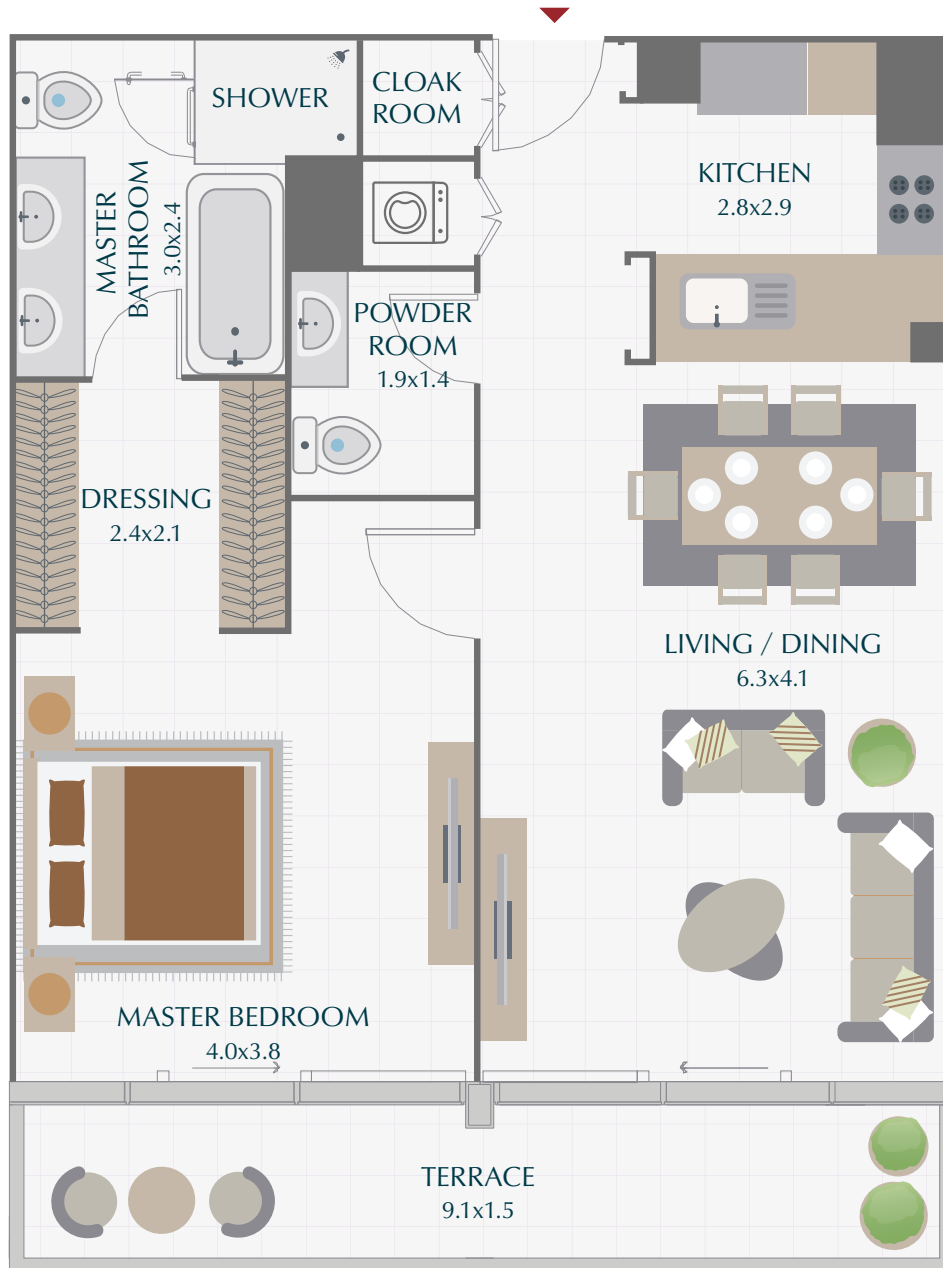 CLOAK
ROOM
SHOWER
KITCHEN
2.8x2.9
MASTER
BATHROOM
3.0x2.4
POWDER
ROOM
1.9x1.4
DRESSING
2.4x2.1
LIVING / DINING
6.3x4.1
MASTER BEDROOM
4.0x3.8
TERRACE
9.1x1.5